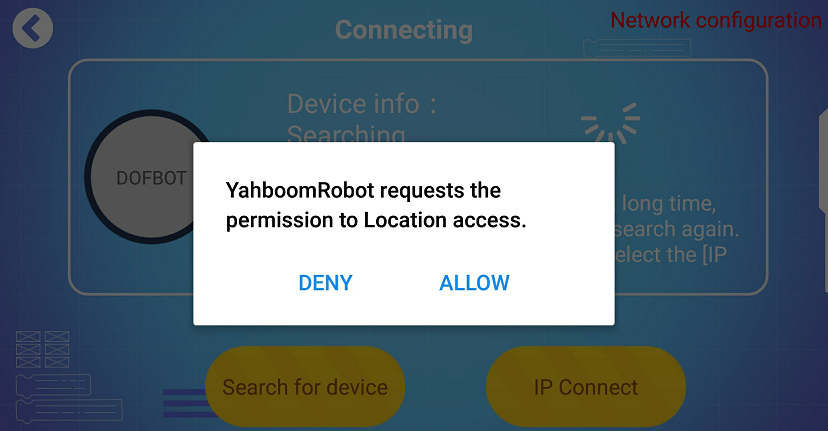 Connecting
Network configuration
Device info :
Searching
DOFBOT
long time,
search again.
elect the [IP
YahboomRobot requests the
permission to Location access.
DENY
ALLOW
Search for device
IP Connect